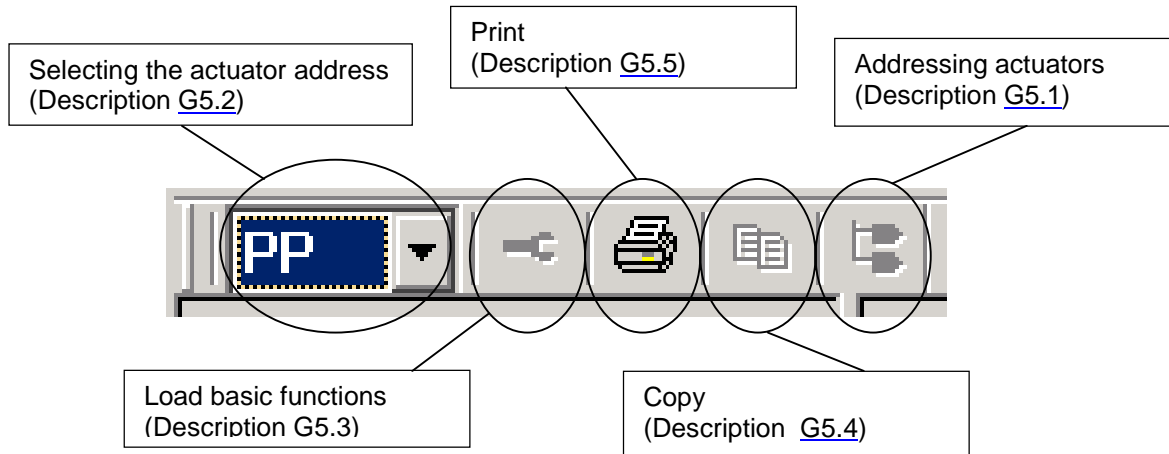 Print
(Description G5.5)
Selecting the actuator address
(Description G5.2)
Addressing actuators
(Description G5.1)
PP
Load basic functions
(Description G5.3)
Copy
(Description G5.4)